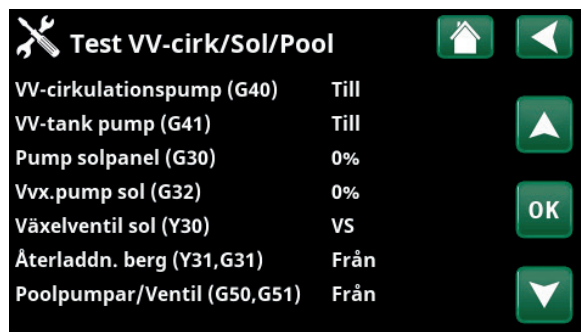 Test VV-cirk/Sol/Pool
VV-cirkulationspump (G40) Till
VV-tank pump (G41) Till
Pump solpanel (G30) 0%
Vvx.pump sol (G32) 0%
Växelventil sol (Y30) VS
Återladdn. berg (Y31,G31) Från
Poolpumpar/Ventil (G50,G51) Från
OK